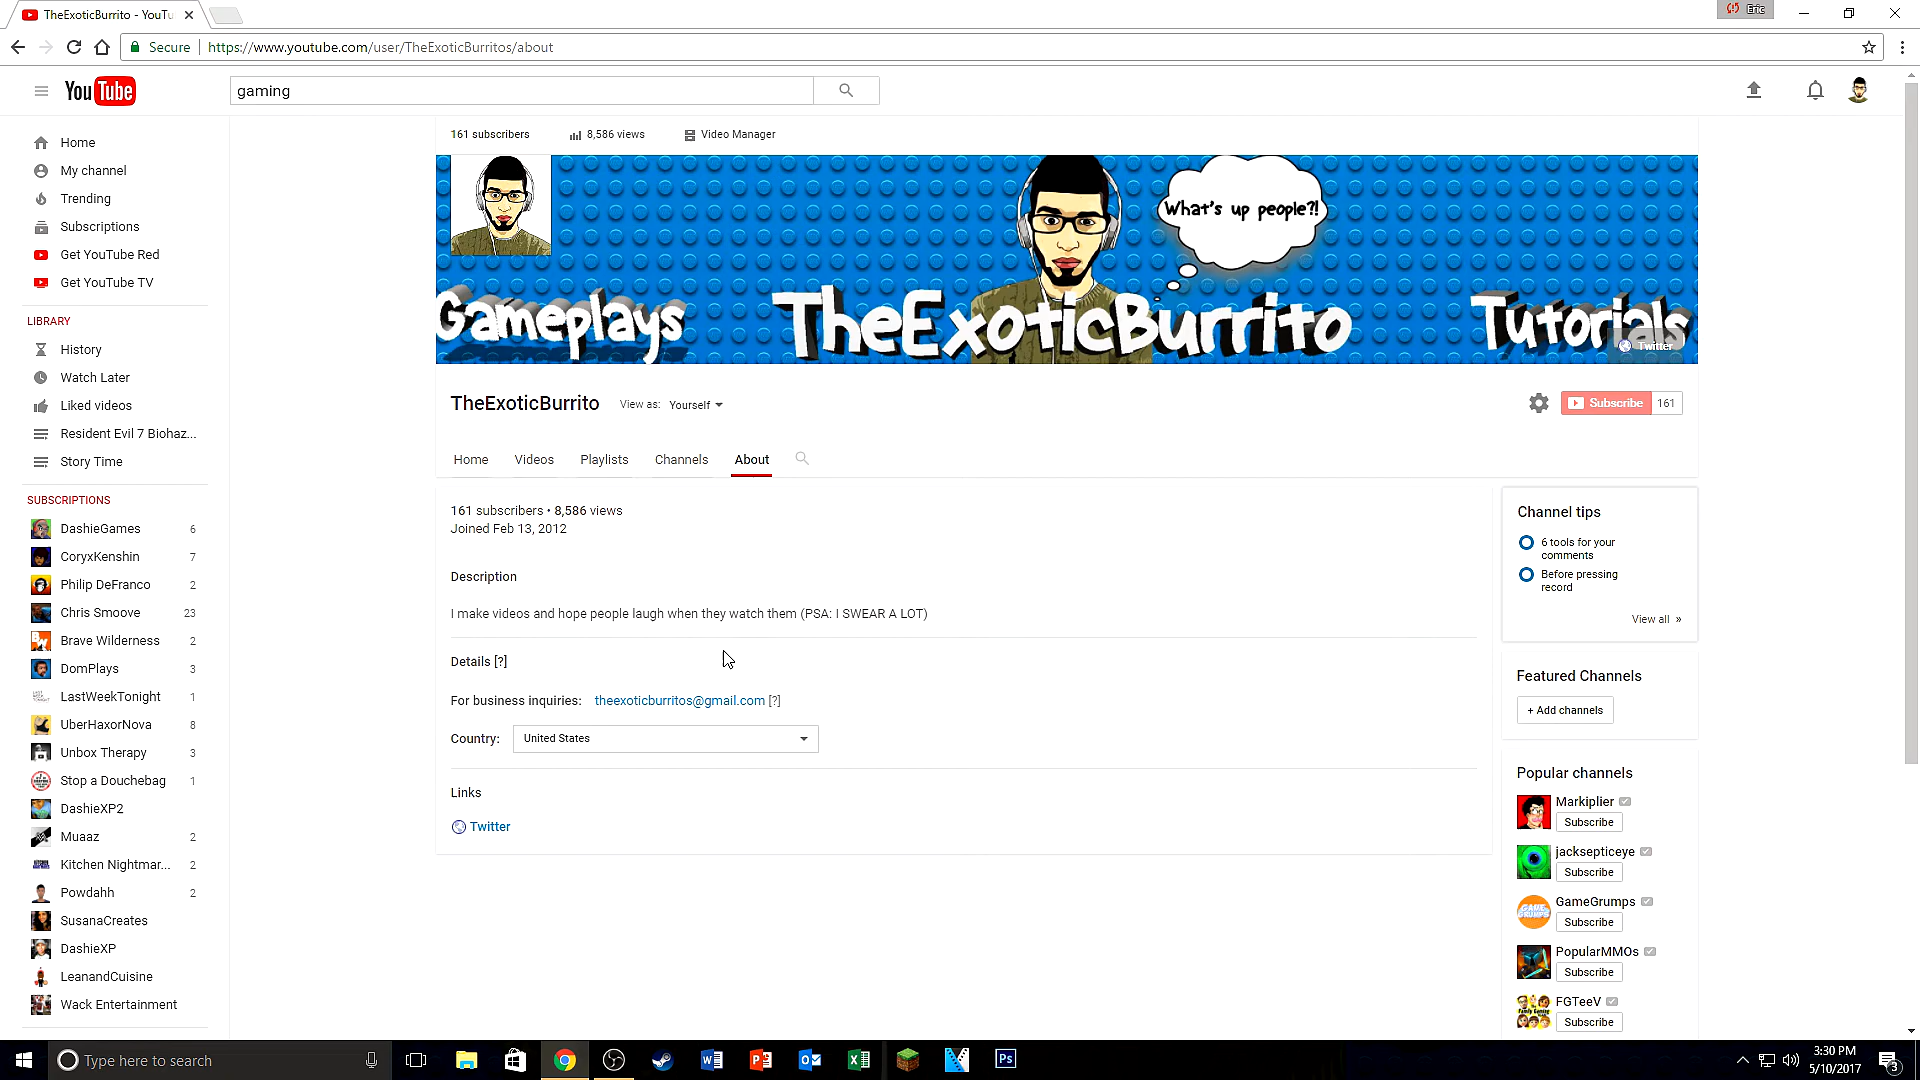 TheExoticBurrito - YouTu
Eric
Secure
https://www.youtube.com/user/TheExoticBurritos/about
YouTube
gaming
Home
My channel
Trending
Subscriptions
Get YouTube Red
Get YouTube TV
LIBRARY
History
Watch Later
Liked videos
Resident Evil 7 Biohaz...
Story Time
SUBSCRIPTIONS
DashieGames 6
CoryxKenshin 7
Philip DeFranco 2
Chris Smoove 23
Brave Wilderness 2
DomPlays 3
LastWeekTonight 1
UberHaxorNova 8
Unbox Therapy 3
Stop a Douchebag 1
DashieXP2
Muaaz 2
Kitchen Nightmar... 2
Powdahh 2
SusanaCreates
DashieXP
LeanandCuisine
Wack Entertainment
161 subscribers 8,586 views Video Manager
What's up people?!
Gameplays TheExoticBurrito Tutorials
Twitter
TheExoticBurrito View as: Yourself
Subscribe 161
Home Videos Playlists Channels About
161 subscribers • 8,586 views
Joined Feb 13, 2012
Description
I make videos and hope people laugh when they watch them (PSA: I SWEAR A LOT)
Details [?]
For business inquiries: theexoticburritos@gmail.com [?]
Country: United States
Links
Twitter
Channel tips
6 tools for your
comments
Before pressing
record
View all »
Featured Channels
+ Add channels
Popular channels
Markiplier
Subscribe
jacksepticeye
Subscribe
GameGrumps
Subscribe
PopularMMOs
Subscribe
FGTeeV
Subscribe
Type here to search
Ps
3:30 PM
5/10/2017
3